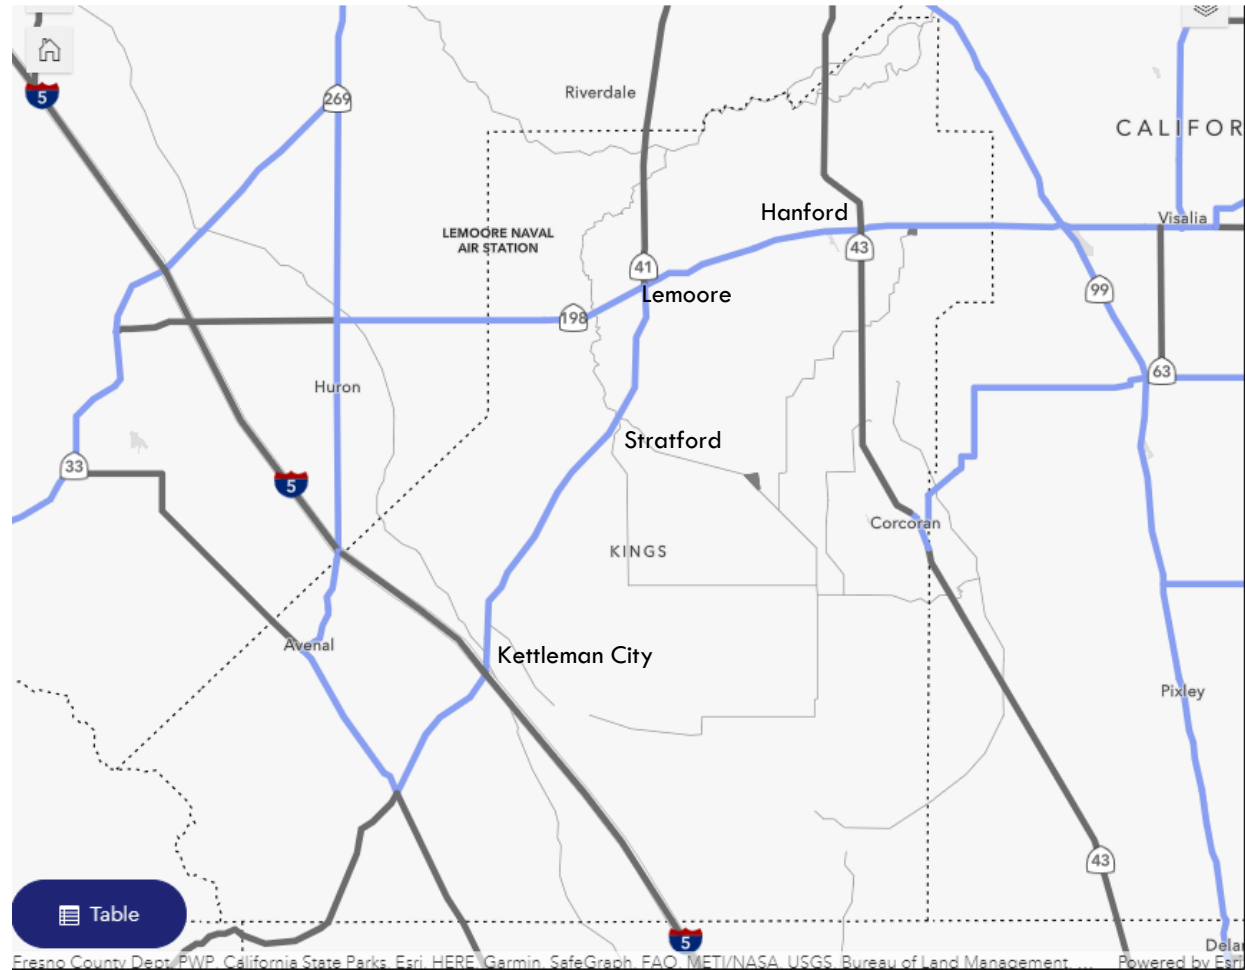 5
269
Riverdale
CALIFOR
Hanford
Visalia
LEMOORE NAVAL
AIR STATION
43
41
Lemoore
99
198
63
Huron
Stratford
33
5
Corcoran
KINGS
Avenal
Kettleman City
Pixley
43
Table
5
Delar
Fresno County Dept. PWP, California State Parks, Esri, HERE, Garmin, SafeGraph, FAO, METI/NASA, USGS, Bureau of Land Management, ...
Powered by Esri